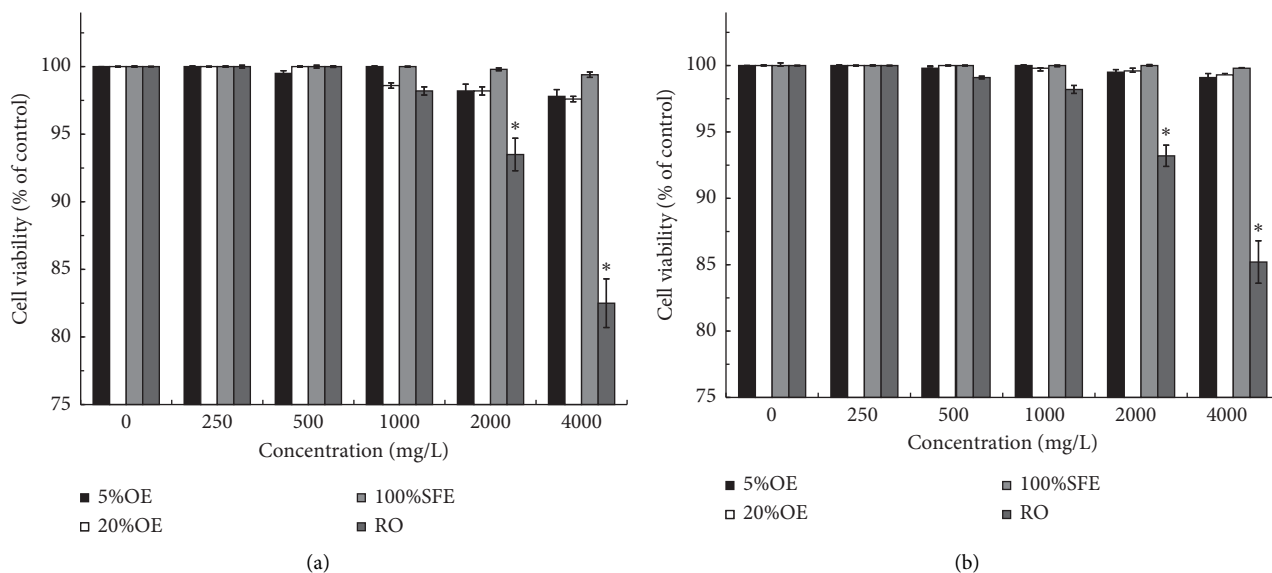 Cell viability (% of control)
100
95
90
85
80
75
*
*
0 250 500 1000 2000 4000
Concentration (mg/L)
5%OE 100%SFE
20%OE RO
(a)
Cell viability (% of control)
100
95
90
85
80
75
*
*
0 250 500 1000 2000 4000
Concentration (mg/L)
5%OE 100%SFE
20%OE RO
(b)